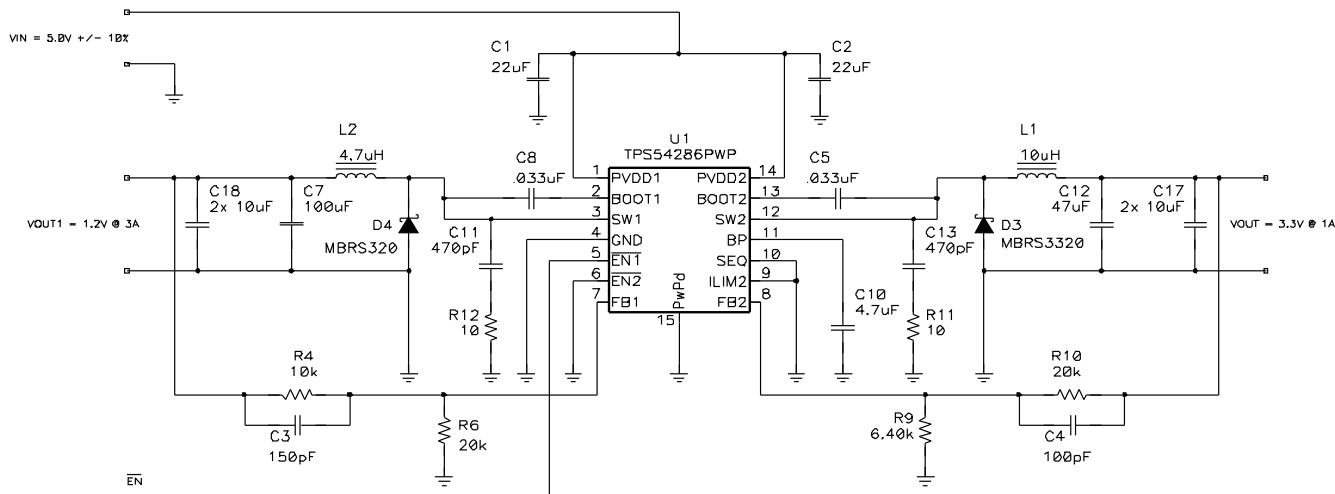 VIN = 5.0V +/- 10%
C1
22uF
C2
22uF
L2
4.7uH
C8
.033uF
U1
TPS54286PWP
C5
.033uF
L1
10uH
1 PVDD1 PVDD2 14
2 BOOT1 BOOT2 13
3 SW1 SW2 12
4 GND BP 11
5 EN1 SEQ 10
6 EN2 ILIM2 9
7 FB1 FB2 8
PwPd
15
C18
2x 10uF
C7
100uF
D4
MBRS320
C11
470pF
R12
10
VOUT1 = 1.2V @ 3A
C10
4.7uF
C13
470pF
R11
10
D3
MBRS3320
C12
47uF
C17
2x 10uF
VOUT = 3.3V @ 1A
R4
10k
C3
150pF
R6
20k
R9
6.40k
R10
20k
C4
100pF
EN